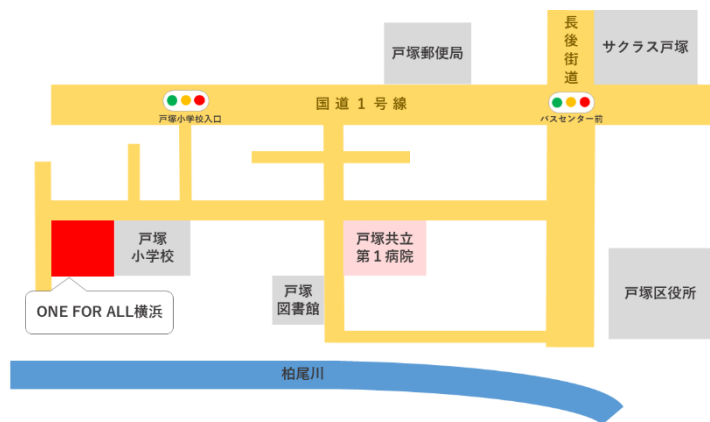 長後街道
サクラス戸塚
戸塚郵便局
国道１号線
戸塚小学校入口
バスセンター前
戸塚
小学校
戸塚共立
第１病院
戸塚
図書館
戸塚区役所
ONE FOR ALL横浜
柏尾川